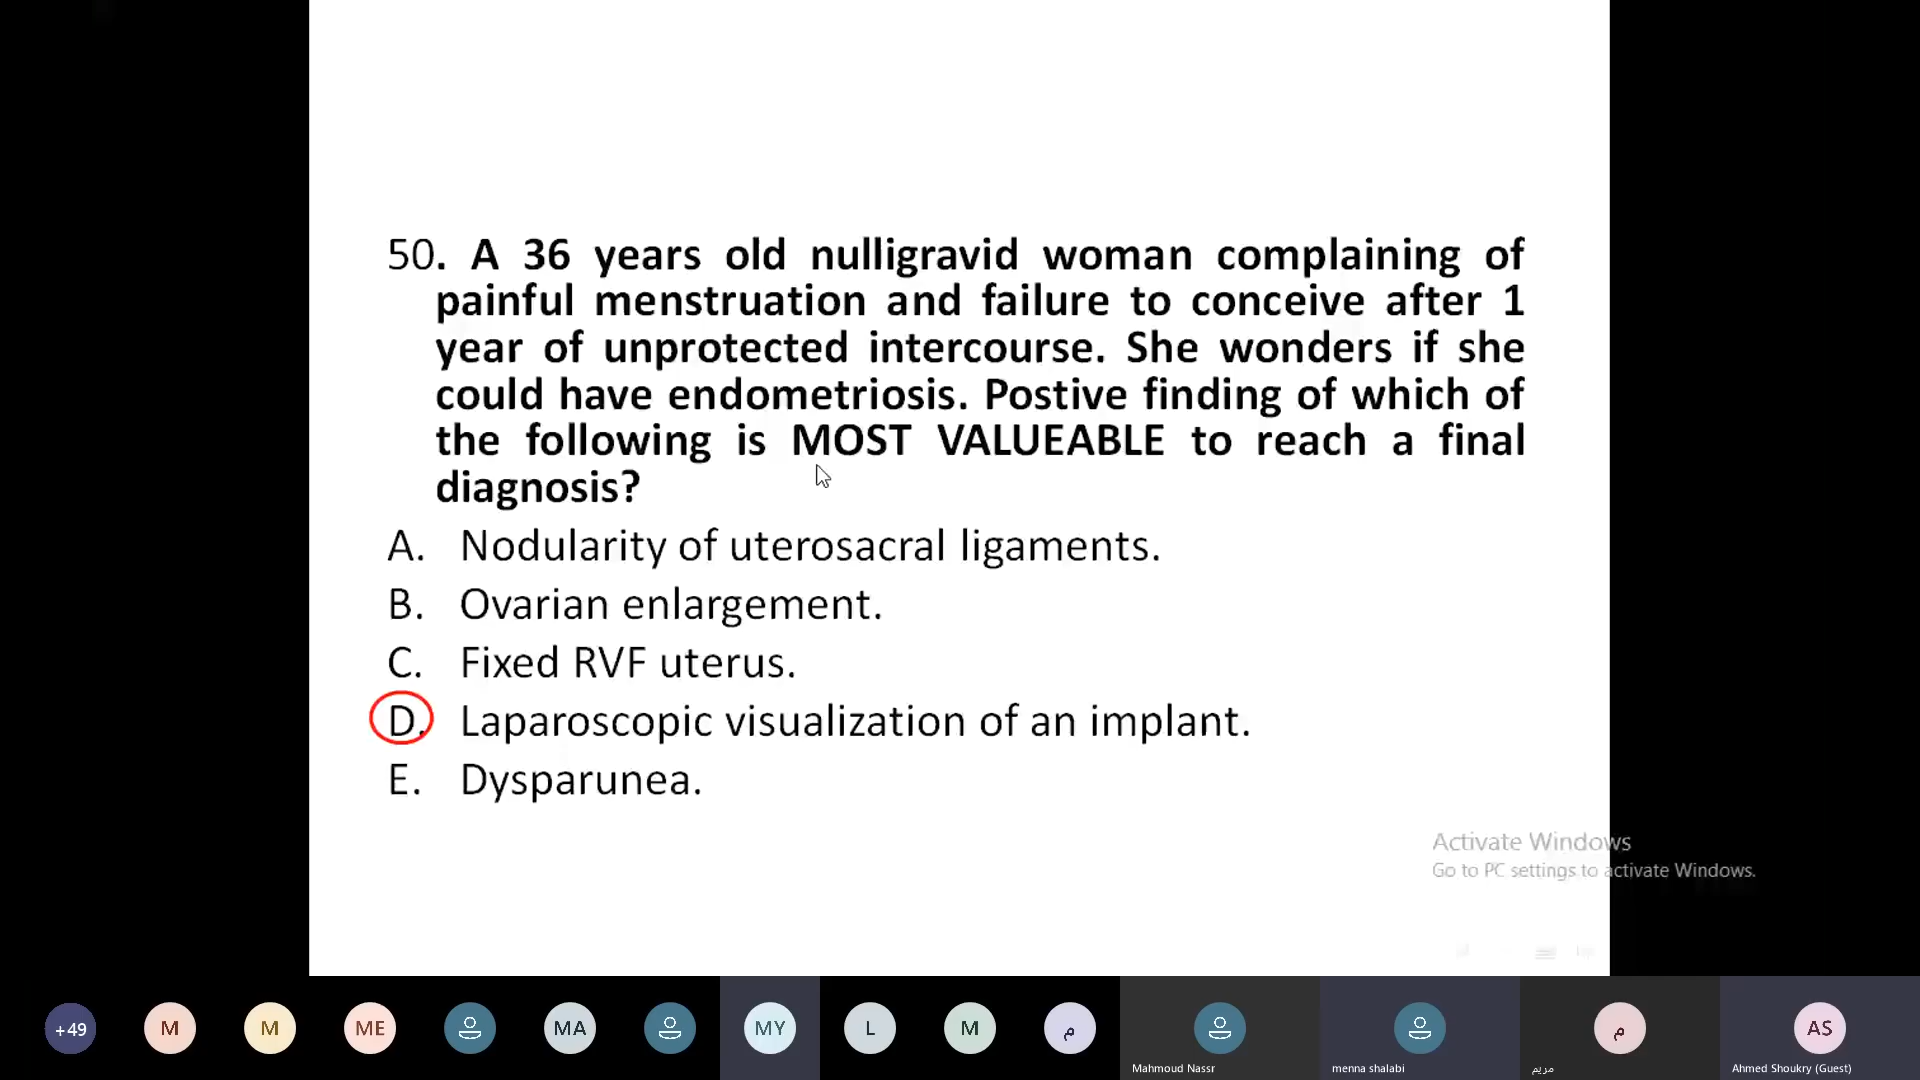 50. A 36 years old nulligravid woman complaining of
painful menstruation and failure to conceive after 1
year of unprotected intercourse. She wonders if she
could have endometriosis. Postive finding of which of
the following is MOST VALUEABLE to reach a final
diagnosis?
A. Nodularity of uterosacral ligaments.
B. Ovarian enlargement.
C. Fixed RVF uterus.
D. Laparoscopic visualization of an implant.
E. Dysparunea.
Activate Windows
Go to PC settings to activate Windows.
+49
M
M
ME
MA
MY
L
M
م
Mahmoud Nassr
menna shalabi
م
مريم
AS
Ahmed Shoukry (Guest)